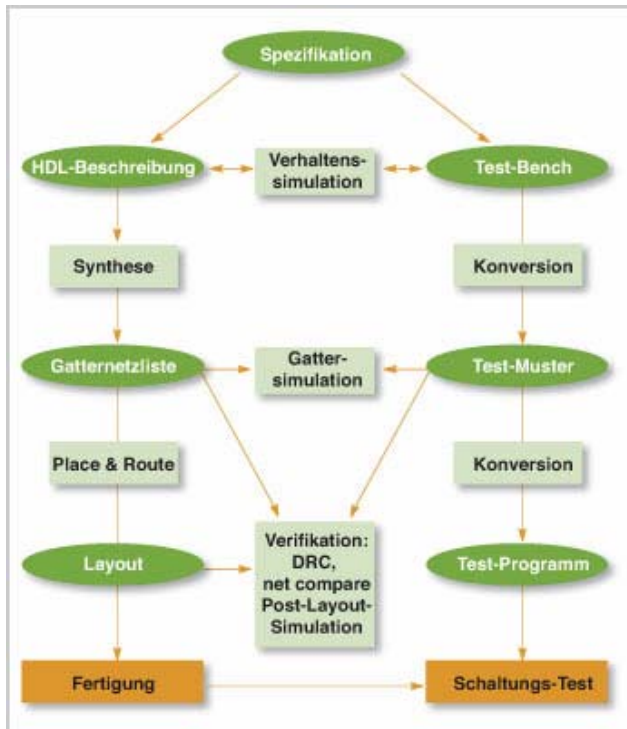 Spezifikation
HDL-Beschreibung
Verhaltens-
simulation
Test-Bench
Synthese
Konversion
Gatternetzliste
Gatter-
simulation
Test-Muster
Place & Route
Konversion
Layout
Verifikation:
DRC,
net compare
Post-Layout-
Simulation
Test-Programm
Fertigung
Schaltungs-Test